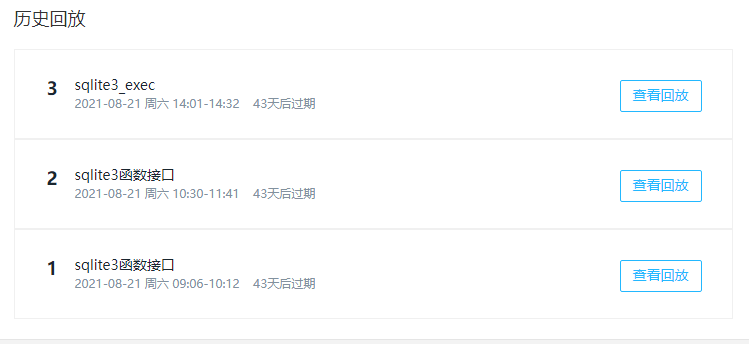 历史回放
3 sqlite3_exec 查看回放
2021-08-21 周六 14:01-14:32 43天后过期
2 sqlite3函数接口 查看回放
2021-08-21 周六 10:30-11:41 43天后过期
1 sqlite3函数接口 查看回放
2021-08-21 周六 09:06-10:12 43天后过期